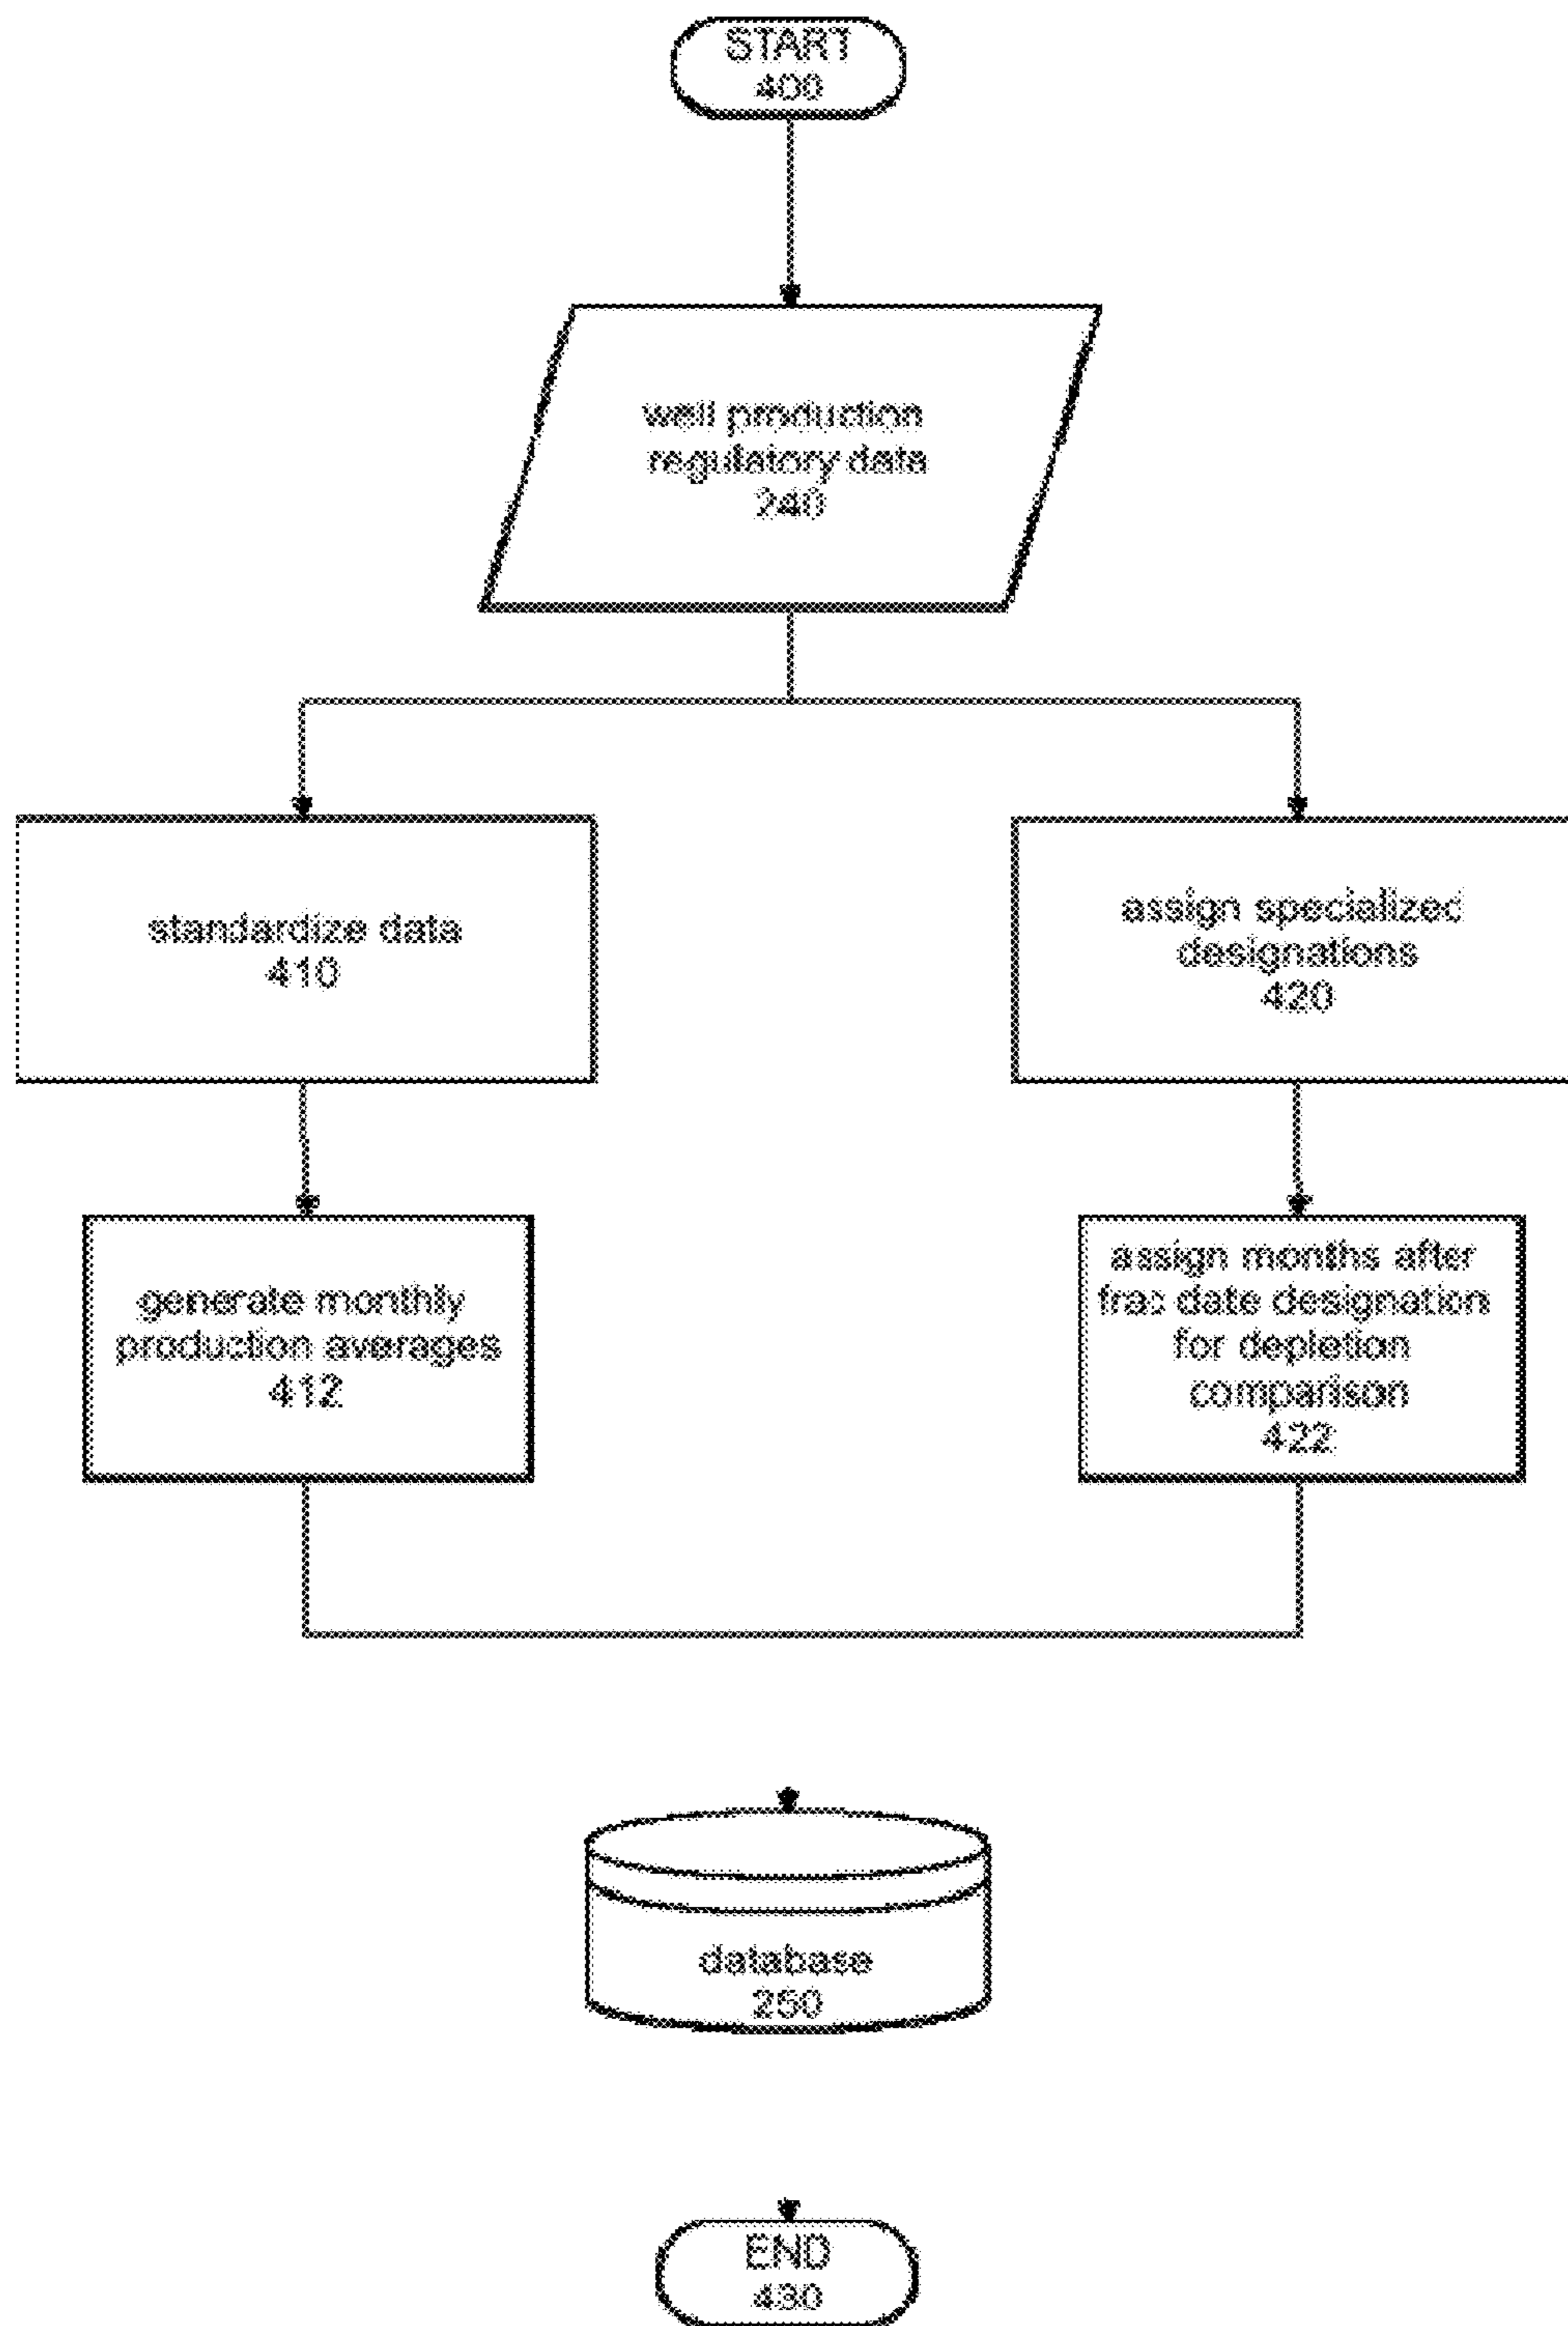 START
400
well production
regulatory data
240
standardize data
410
assign specialized
designations
420
generate monthly
production averages
412
assign months after
frac date designation
for depletion
comparison
422
database
250
END
430